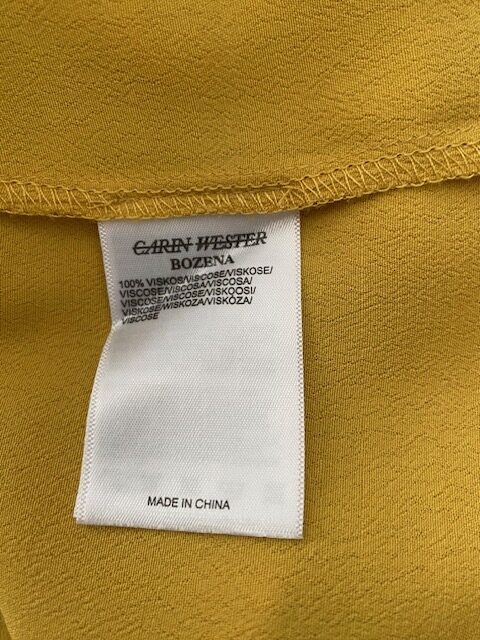 CARIN WESTER
BOZENA
100% VISKOS/VISCOSE/VISKOSE/
VISCOSE/VISCOSA/VISCOSA/
VISCOSE/VISCOSE/VISKOOSI/
VISKOSE/WISKOZA/VISKÓZA/
VISCOSE
MADE IN CHINA